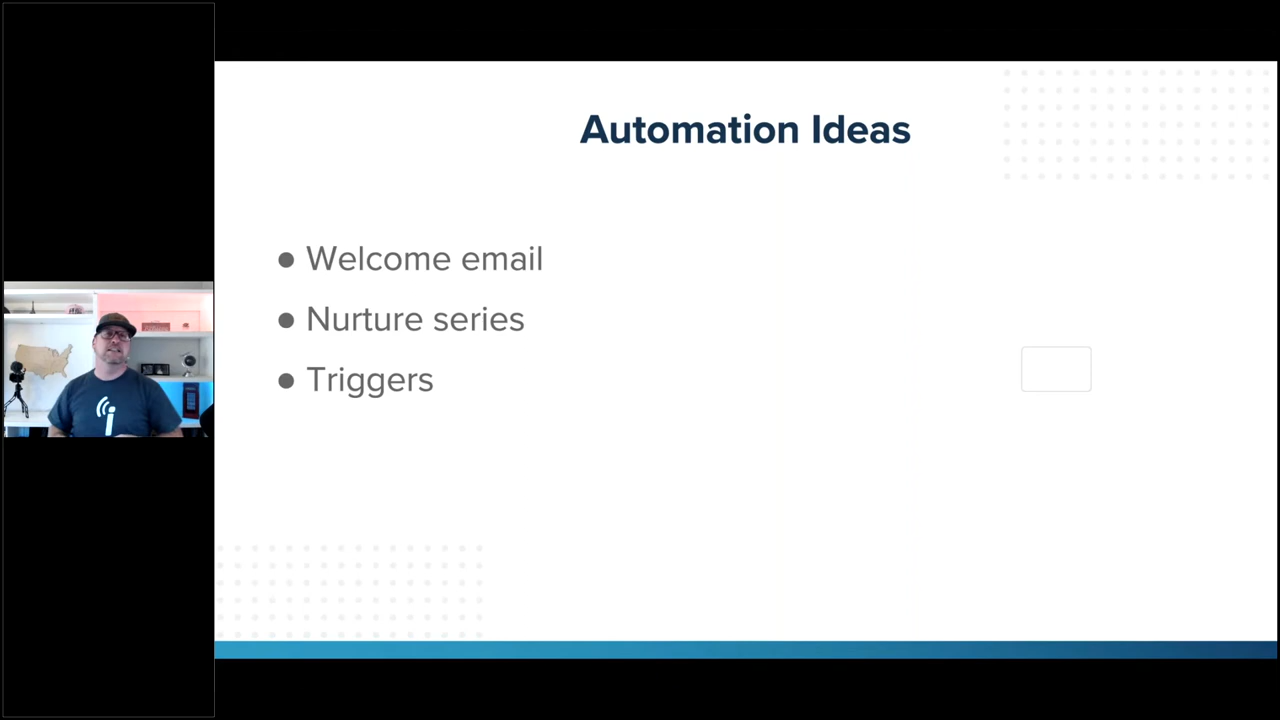 Automation Ideas
● Welcome email
● Nurture series
● Triggers